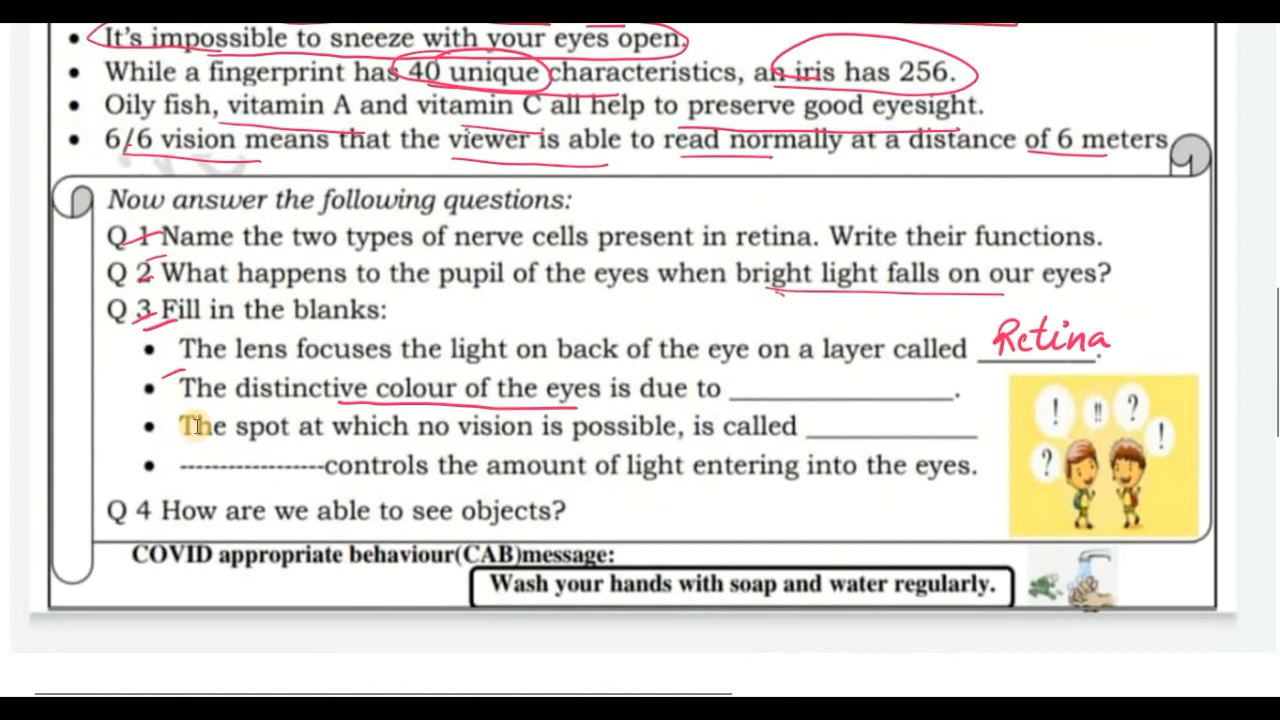 • It's impossible to sneeze with your eyes open.
• While a fingerprint has 40 unique characteristics, an iris has 256.
• Oily fish, vitamin A and vitamin C all help to preserve good eyesight.
• 6/6 vision means that the viewer is able to read normally at a distance of 6 meters
Now answer the following questions:
Q 1 Name the two types of nerve cells present in retina. Write their functions.
Q 2 What happens to the pupil of the eyes when bright light falls on our eyes?
Q 3 Fill in the blanks:
• The lens focuses the light on back of the eye on a layer called Retina.
• The distinctive colour of the eyes is due to ____________________.
• The spot at which no vision is possible, is called _______________
• ------------------controls the amount of light entering into the eyes.
! !! ? ! ?
Q 4 How are we able to see objects?
COVID appropriate behaviour(CAB)message:
Wash your hands with soap and water regularly.